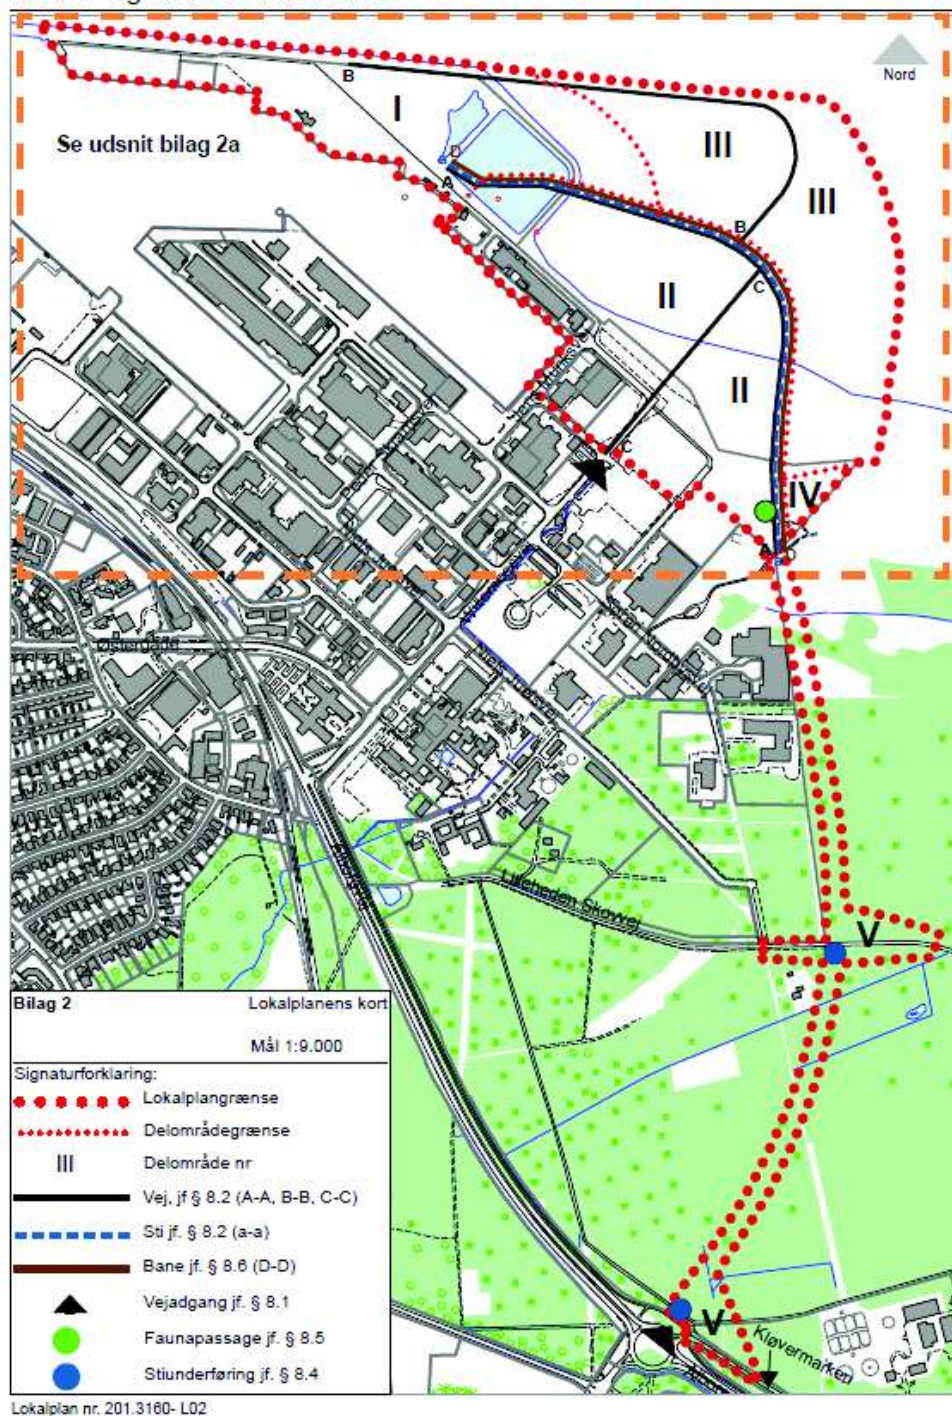 Nord
B
I
III
Se udsnit bilag 2a
D
A
III
B
II
C
II
C
IV
A
D
Østergade
Lilleheden Skovvej
V
V
Kløvermarken
Bilag 2 Lokalplanens kort
Mål 1:9.000
Signaturforklaring:
Lokalplangrænse
Delområdegrænse
III Delområde nr
Vej, jf § 8.2 (A-A, B-B, C-C)
Sti jf. § 8.2 (a-a)
Bane jf. § 8.6 (D-D)
Vejadgang jf. § 8.1
Faunapassage jf. § 8.5
Stiunderføring jf. § 8.4
Lokalplan nr. 201.3160- L02